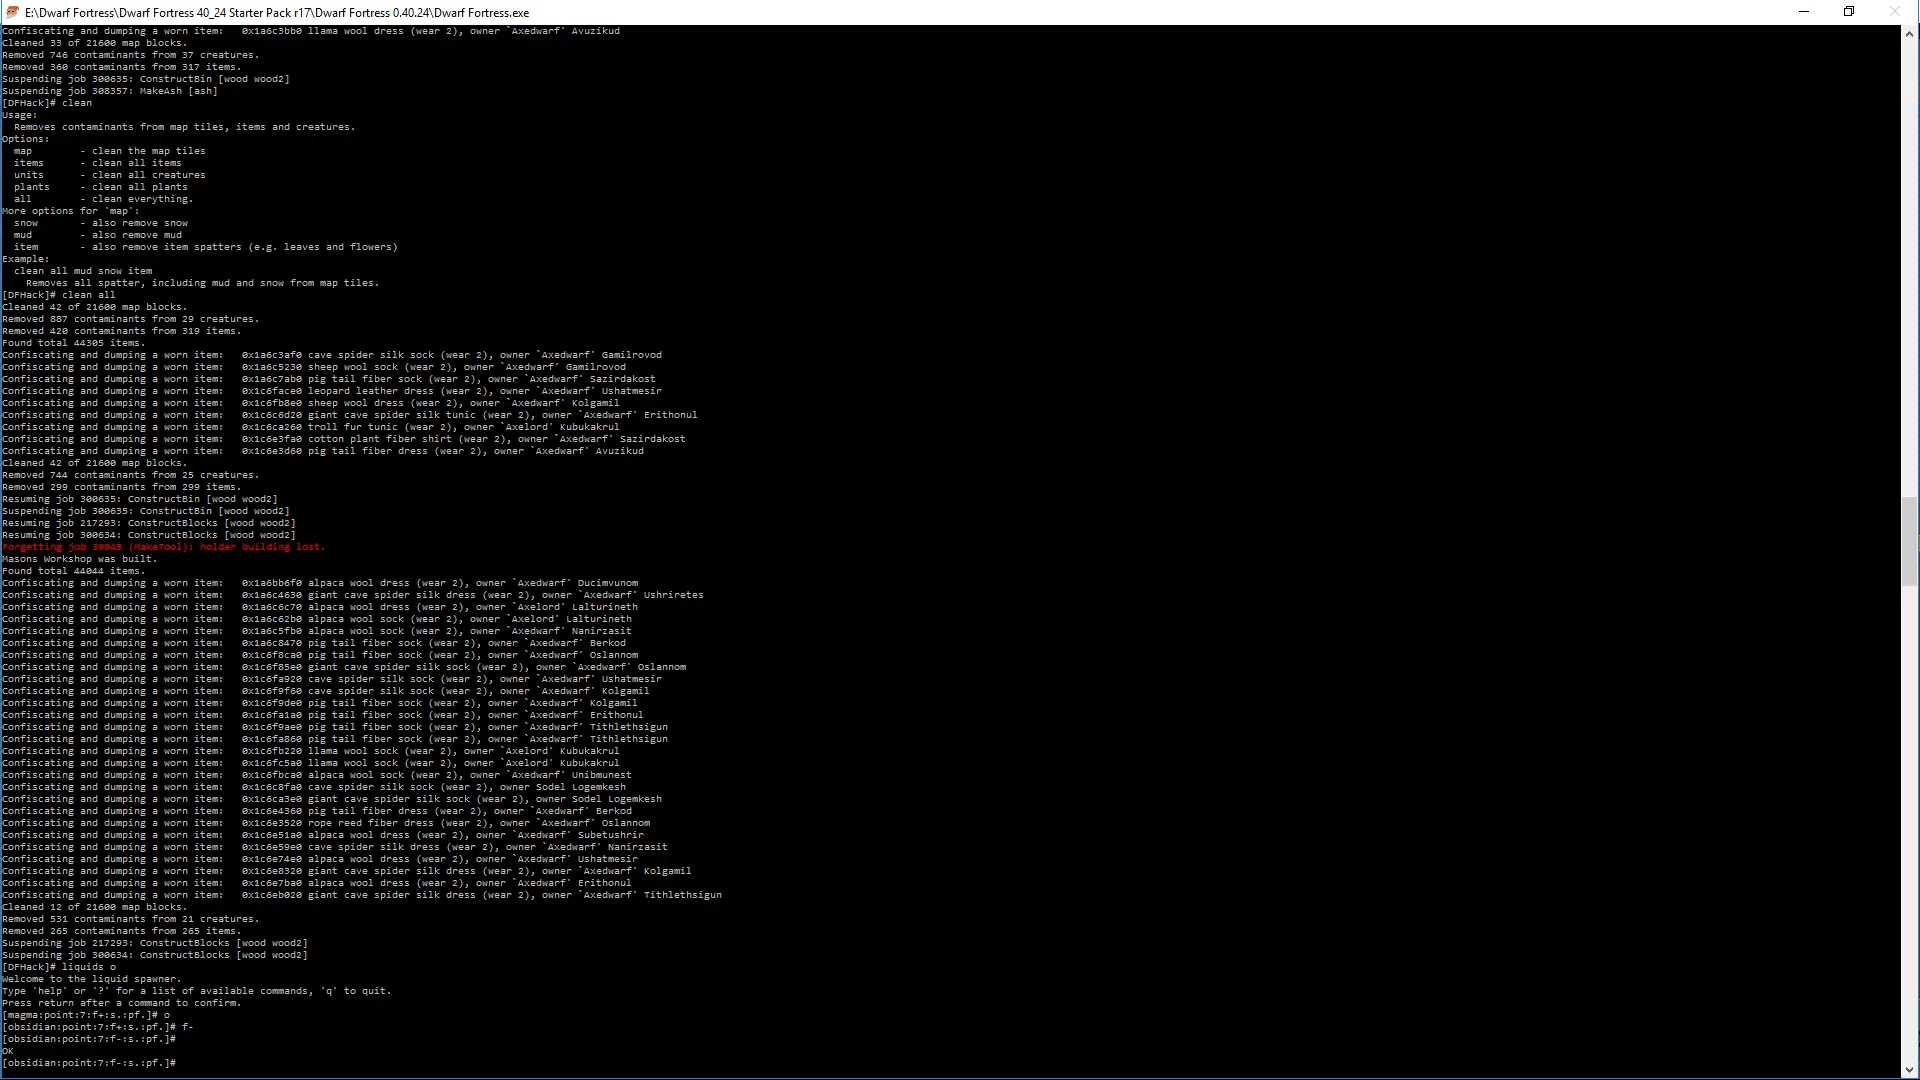 E:\Dwarf Fortress\Dwarf Fortress 40_24 Starter Pack r17\Dwarf Fortress 0.40.24\Dwarf Fortress.exe
Confiscating and dumping a worn item:   0x1a6c3bb0 llama wool dress (wear 2), owner `Axedwarf' Avuzikud
Cleaned 33 of 21600 map blocks.
Removed 746 contaminants from 37 creatures.
Removed 360 contaminants from 317 items.
Suspending job 300635: ConstructBin [wood wood2]
Suspending job 308357: MakeAsh [ash]
[DFHack]# clean
Usage:
  Removes contaminants from map tiles, items and creatures.
Options:
  map        - clean the map tiles
  items      - clean all items
  units      - clean all creatures
  plants     - clean all plants
  all        - clean everything.
More options for 'map':
  snow       - also remove snow
  mud        - also remove mud
  item       - also remove item spatters (e.g. leaves and flowers)
Example:
  clean all mud snow item
    Removes all spatter, including mud and snow from map tiles.
[DFHack]# clean all
Cleaned 42 of 21600 map blocks.
Removed 887 contaminants from 29 creatures.
Removed 420 contaminants from 319 items.
Found total 44305 items.
Confiscating and dumping a worn item:   0x1a6c3af0 cave spider silk sock (wear 2), owner `Axedwarf' Gamilrovod
Confiscating and dumping a worn item:   0x1a6c5230 sheep wool sock (wear 2), owner `Axedwarf' Gamilrovod
Confiscating and dumping a worn item:   0x1a6c7ab0 pig tail fiber sock (wear 2), owner `Axedwarf' Sazirdakost
Confiscating and dumping a worn item:   0x1c6face0 leopard leather dress (wear 2), owner `Axedwarf' Ushatmesir
Confiscating and dumping a worn item:   0x1c6fb8e0 sheep wool dress (wear 2), owner `Axedwarf' Kolgamil
Confiscating and dumping a worn item:   0x1c6c6d20 giant cave spider silk tunic (wear 2), owner `Axedwarf' Erithonul
Confiscating and dumping a worn item:   0x1c6ca260 troll fur tunic (wear 2), owner `Axelord' Kubukakrul
Confiscating and dumping a worn item:   0x1c6e3fa0 cotton plant fiber shirt (wear 2), owner `Axedwarf' Sazirdakost
Confiscating and dumping a worn item:   0x1c6e3d60 pig tail fiber dress (wear 2), owner `Axedwarf' Avuzikud
Cleaned 42 of 21600 map blocks.
Removed 744 contaminants from 25 creatures.
Removed 299 contaminants from 299 items.
Resuming job 300635: ConstructBin [wood wood2]
Suspending job 300635: ConstructBin [wood wood2]
Resuming job 217293: ConstructBlocks [wood wood2]
Resuming job 300634: ConstructBlocks [wood wood2]
Forgetting job 39945 (MakeTool): holder building lost.
Masons Workshop was built.
Found total 44044 items.
Confiscating and dumping a worn item:   0x1a6bb6f0 alpaca wool dress (wear 2), owner `Axedwarf' Ducimvunom
Confiscating and dumping a worn item:   0x1a6c4630 giant cave spider silk dress (wear 2), owner `Axedwarf' Ushriretes
Confiscating and dumping a worn item:   0x1a6c6c70 alpaca wool dress (wear 2), owner `Axelord' Lalturineth
Confiscating and dumping a worn item:   0x1a6c62b0 alpaca wool sock (wear 2), owner `Axelord' Lalturineth
Confiscating and dumping a worn item:   0x1a6c5fb0 alpaca wool sock (wear 2), owner `Axedwarf' Nanirzasit
Confiscating and dumping a worn item:   0x1a6c8470 pig tail fiber sock (wear 2), owner `Axedwarf' Berkod
Confiscating and dumping a worn item:   0x1c6f8ca0 pig tail fiber sock (wear 2), owner `Axedwarf' Oslannom
Confiscating and dumping a worn item:   0x1c6f85e0 giant cave spider silk sock (wear 2), owner `Axedwarf' Oslannom
Confiscating and dumping a worn item:   0x1c6fa920 cave spider silk sock (wear 2), owner `Axedwarf' Ushatmesir
Confiscating and dumping a worn item:   0x1c6f9f60 cave spider silk sock (wear 2), owner `Axedwarf' Kolgamil
Confiscating and dumping a worn item:   0x1c6f9de0 pig tail fiber sock (wear 2), owner `Axedwarf' Kolgamil
Confiscating and dumping a worn item:   0x1c6fa1a0 pig tail fiber sock (wear 2), owner `Axedwarf' Erithonul
Confiscating and dumping a worn item:   0x1c6f9ae0 pig tail fiber sock (wear 2), owner `Axedwarf' Tithlethsigun
Confiscating and dumping a worn item:   0x1c6fa860 pig tail fiber sock (wear 2), owner `Axedwarf' Tithlethsigun
Confiscating and dumping a worn item:   0x1c6fb220 llama wool sock (wear 2), owner `Axelord' Kubukakrul
Confiscating and dumping a worn item:   0x1c6fc5a0 llama wool sock (wear 2), owner `Axelord' Kubukakrul
Confiscating and dumping a worn item:   0x1c6fbca0 alpaca wool sock (wear 2), owner `Axedwarf' Unibmunest
Confiscating and dumping a worn item:   0x1c6c8fa0 cave spider silk sock (wear 2), owner Sodel Logemkesh
Confiscating and dumping a worn item:   0x1c6ca3e0 giant cave spider silk sock (wear 2), owner Sodel Logemkesh
Confiscating and dumping a worn item:   0x1c6e4360 pig tail fiber dress (wear 2), owner `Axedwarf' Berkod
Confiscating and dumping a worn item:   0x1c6e3520 rope reed fiber dress (wear 2), owner `Axedwarf' Oslannom
Confiscating and dumping a worn item:   0x1c6e51a0 alpaca wool dress (wear 2), owner `Axedwarf' Subetushrir
Confiscating and dumping a worn item:   0x1c6e59e0 cave spider silk dress (wear 2), owner `Axedwarf' Nanirzasit
Confiscating and dumping a worn item:   0x1c6e74e0 alpaca wool dress (wear 2), owner `Axedwarf' Ushatmesir
Confiscating and dumping a worn item:   0x1c6e8320 giant cave spider silk dress (wear 2), owner `Axedwarf' Kolgamil
Confiscating and dumping a worn item:   0x1c6e7ba0 alpaca wool dress (wear 2), owner `Axedwarf' Erithonul
Confiscating and dumping a worn item:   0x1c6eb020 giant cave spider silk dress (wear 2), owner `Axedwarf' Tithlethsigun
Cleaned 12 of 21600 map blocks.
Removed 531 contaminants from 21 creatures.
Removed 265 contaminants from 265 items.
Suspending job 217293: ConstructBlocks [wood wood2]
Suspending job 300634: ConstructBlocks [wood wood2]
[DFHack]# liquids o
Welcome to the liquid spawner.
Type 'help' or '?' for a list of available commands, 'q' to quit.
Press return after a command to confirm.
[magma:point:7:f+:s.:pf.]# o
[obsidian:point:7:f+:s.:pf.]# f-
[obsidian:point:7:f-:s.:pf.]#
OK
[obsidian:point:7:f-:s.:pf.]#